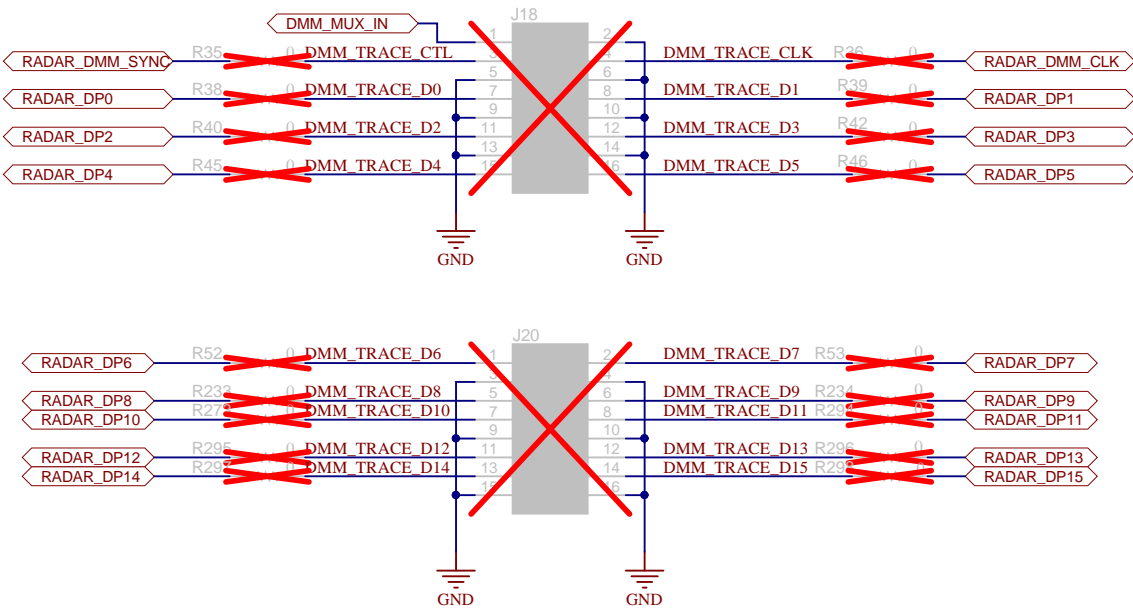 DMM_MUX_IN J18
1 2
RADAR_DMM_SYNC R35 0 DMM_TRACE_CTL 3 4 DMM_TRACE_CLK R36 0 RADAR_DMM_CLK
5 6
RADAR_DP0 R38 0 DMM_TRACE_D0 7 8 DMM_TRACE_D1 R39 0 RADAR_DP1
9 10
RADAR_DP2 R40 0 DMM_TRACE_D2 11 12 DMM_TRACE_D3 R42 0 RADAR_DP3
13 14
RADAR_DP4 R45 0 DMM_TRACE_D4 15 16 DMM_TRACE_D5 R46 0 RADAR_DP5
GND GND
J20
RADAR_DP6 R52 0 DMM_TRACE_D6 1 2 DMM_TRACE_D7 R53 0 RADAR_DP7
3 4
RADAR_DP8 R233 0 DMM_TRACE_D8 5 6 DMM_TRACE_D9 R234 0 RADAR_DP9
RADAR_DP10 0 DMM_TRACE_D10 7 8 DMM_TRACE_D11 0 RADAR_DP11
9 10
RADAR_DP12 R295 0 DMM_TRACE_D12 11 12 DMM_TRACE_D13 R296 0 RADAR_DP13
RADAR_DP14 0 DMM_TRACE_D14 13 14 DMM_TRACE_D15 0 RADAR_DP15
15 16
GND GND